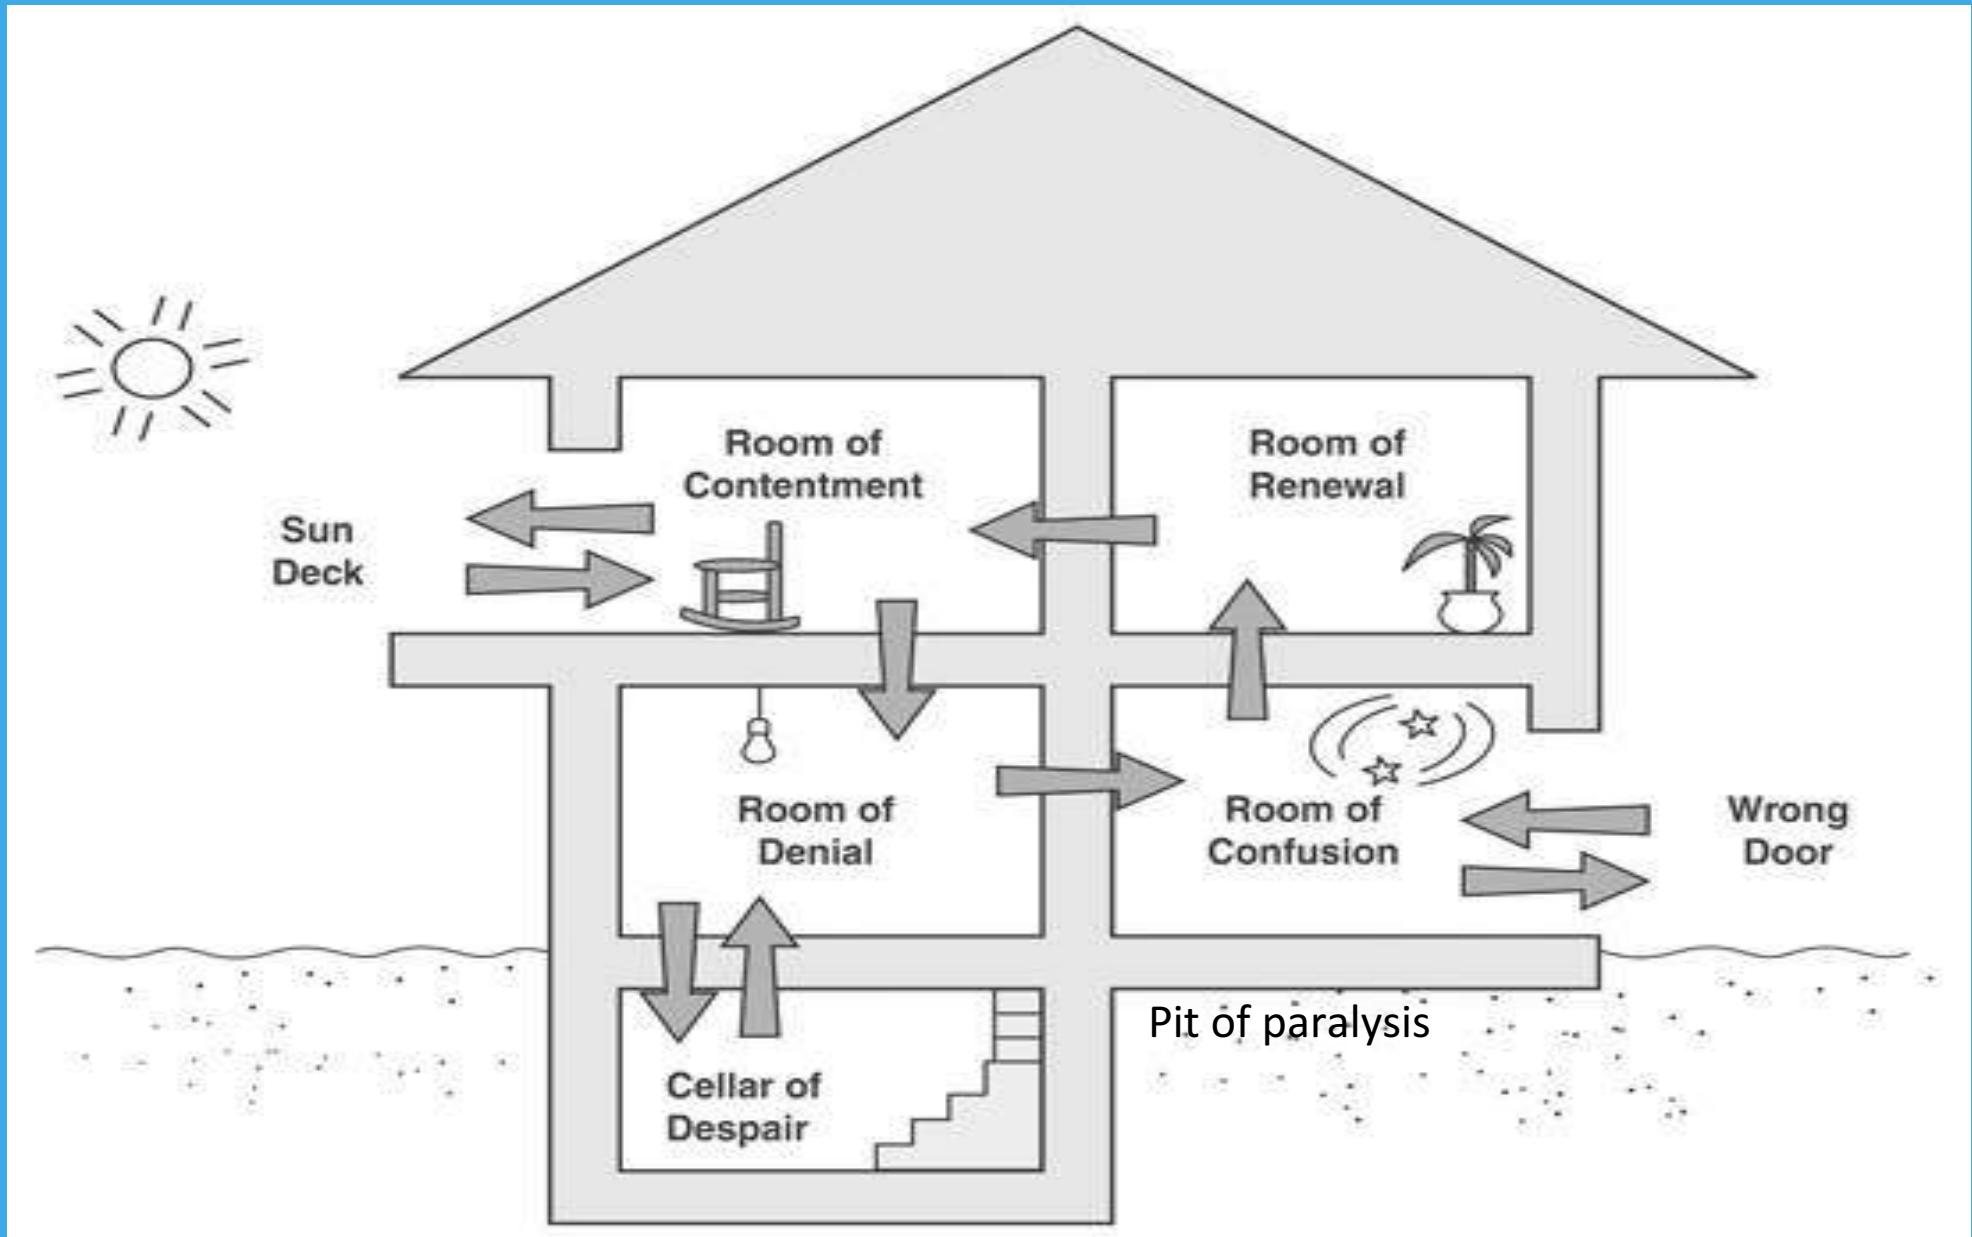 Room of
Contentment
Room of
Renewal
Sun
Deck
Room of
Denial
Room of
Confusion
Wrong
Door
Pit of paralysis
Cellar of
Despair